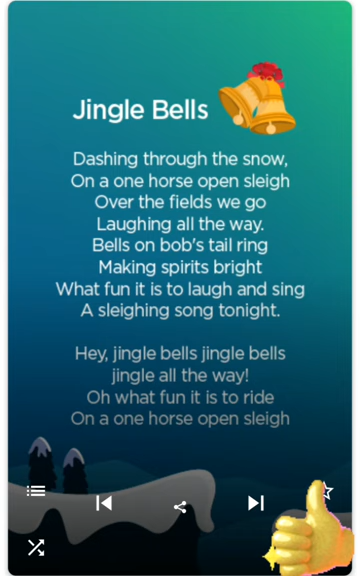 Jingle Bells
Dashing through the snow,
On a one horse open sleigh
Over the fields we go
Laughing all the way.
Bells on bob's tail ring
Making spirits bright
What fun it is to laugh and sing
A sleighing song tonight.
Hey, jingle bells jingle bells
jingle all the way!
Oh what fun it is to ride
On a one horse open sleigh